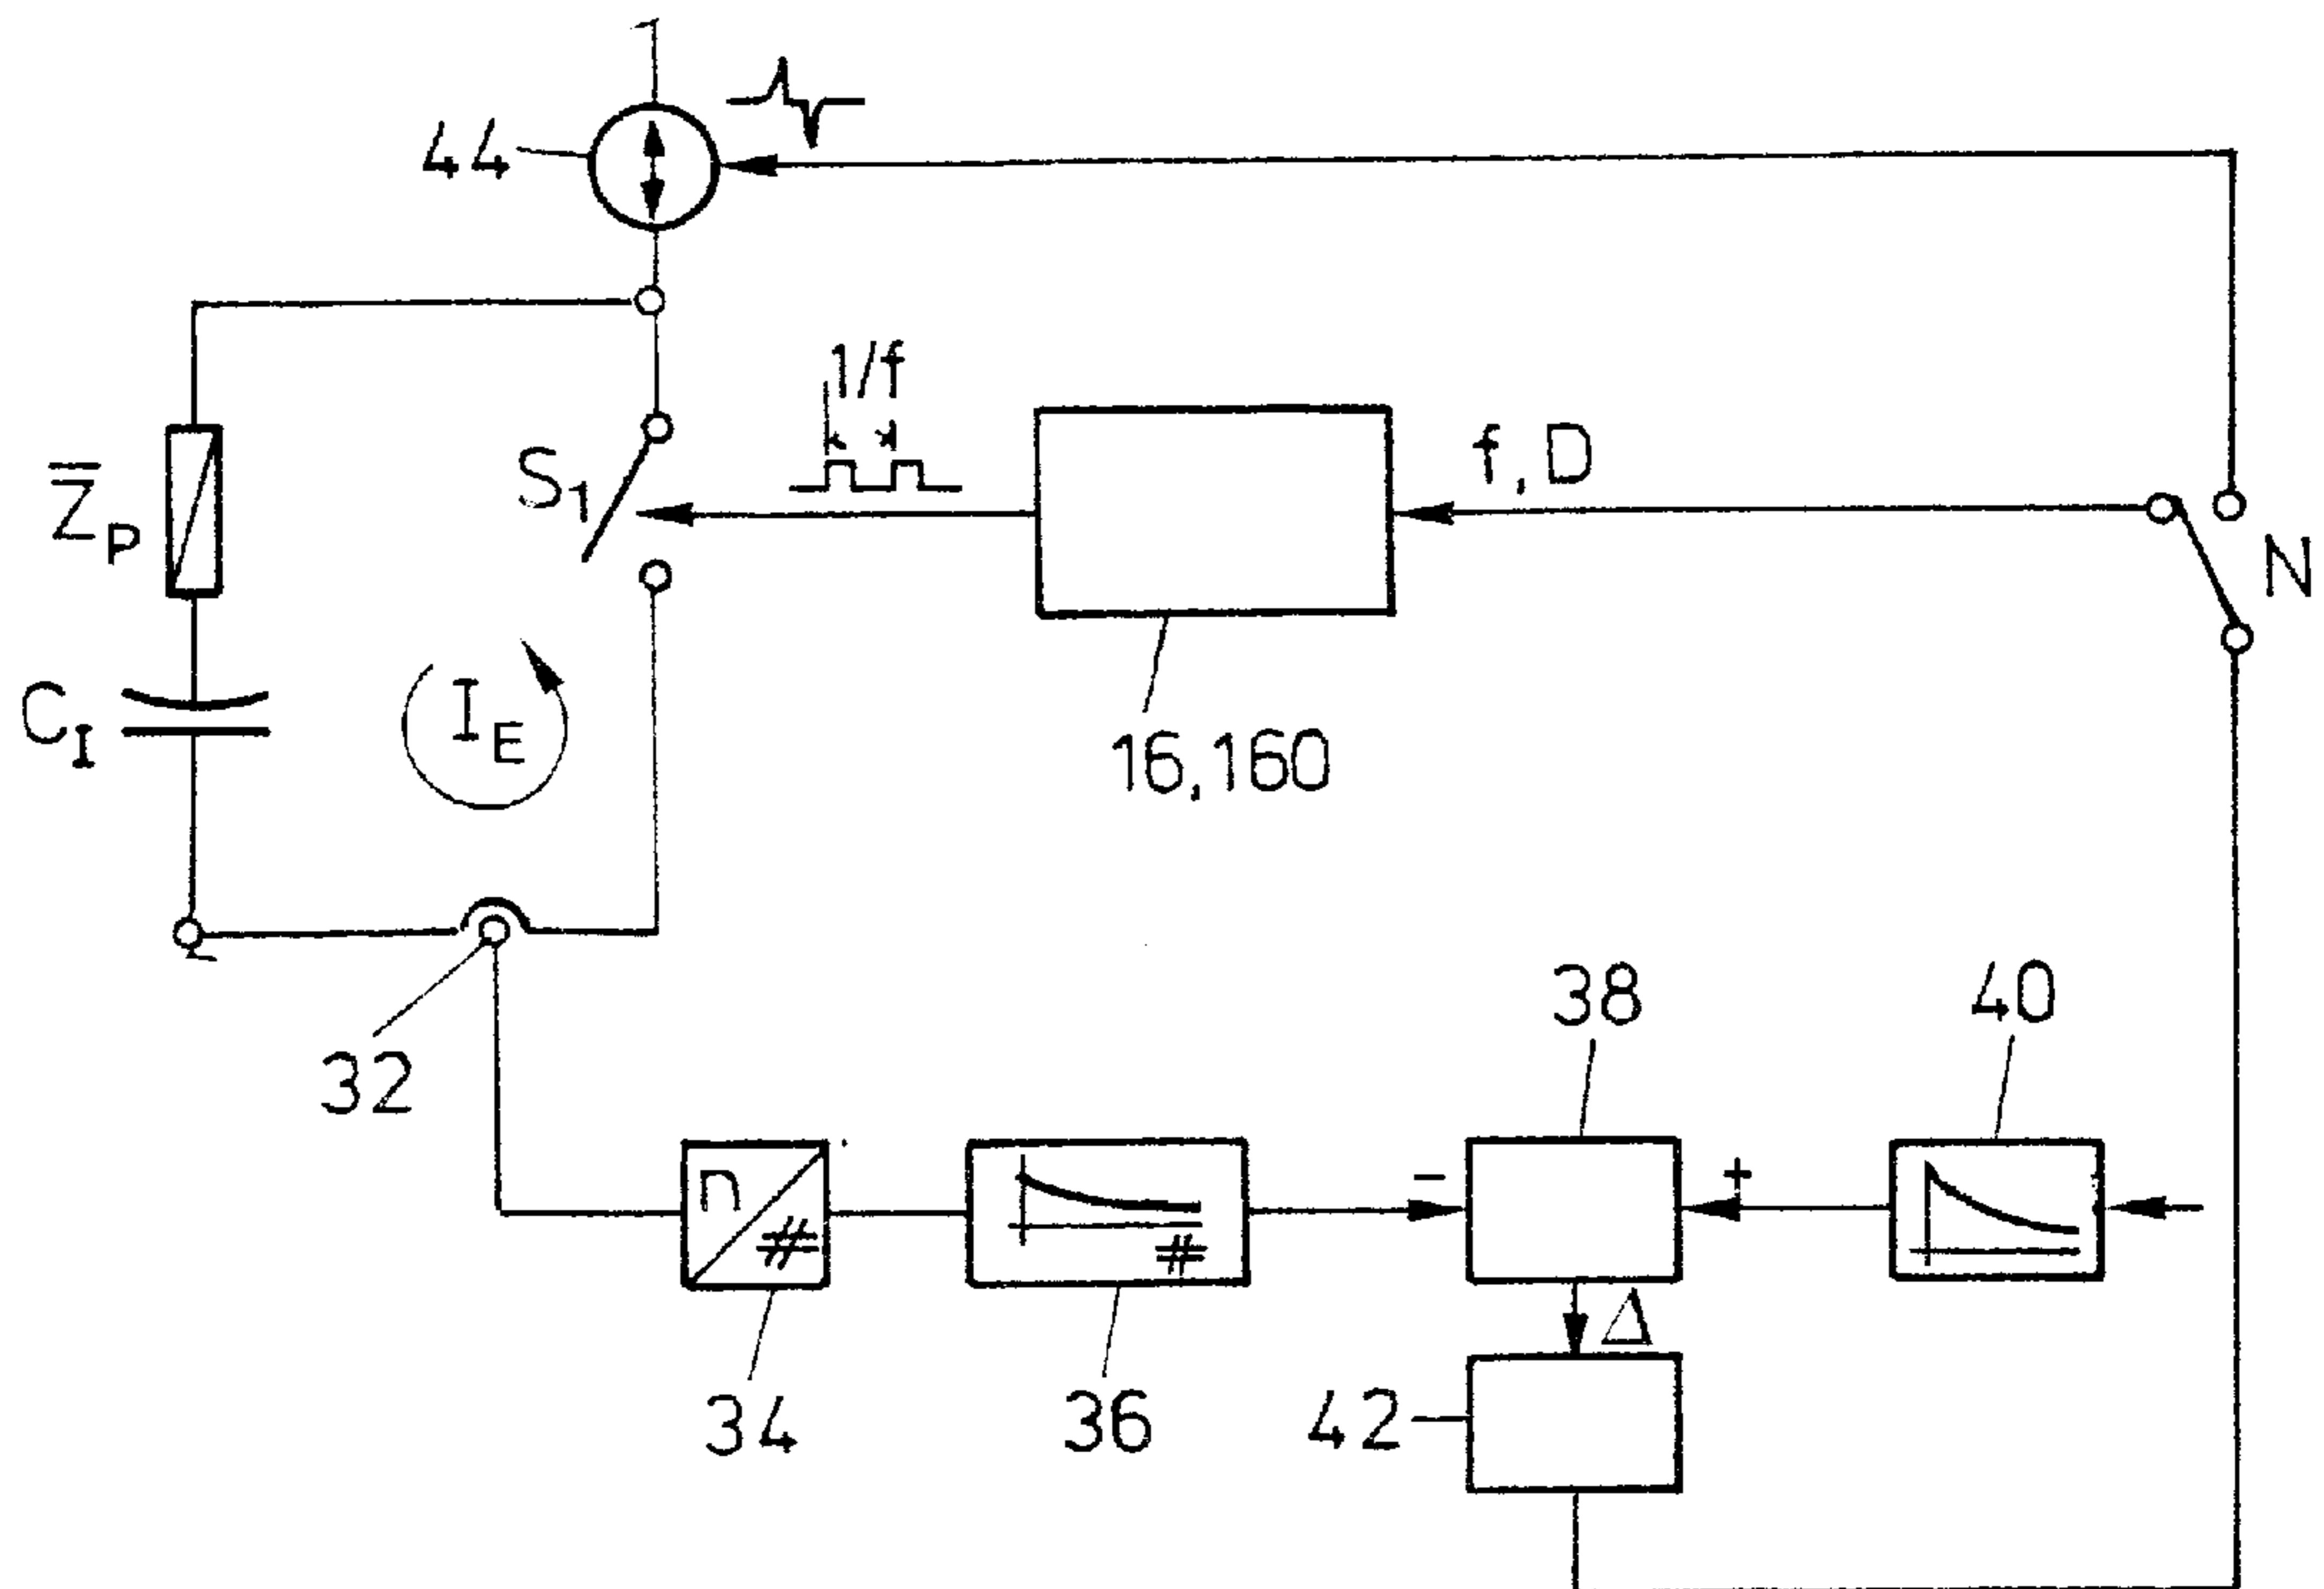 44
1/f
S1
f, D
N
Z̅P
IE
CI
16,160
32
38
40
n
#
#
-
+
Δ
34
36
42